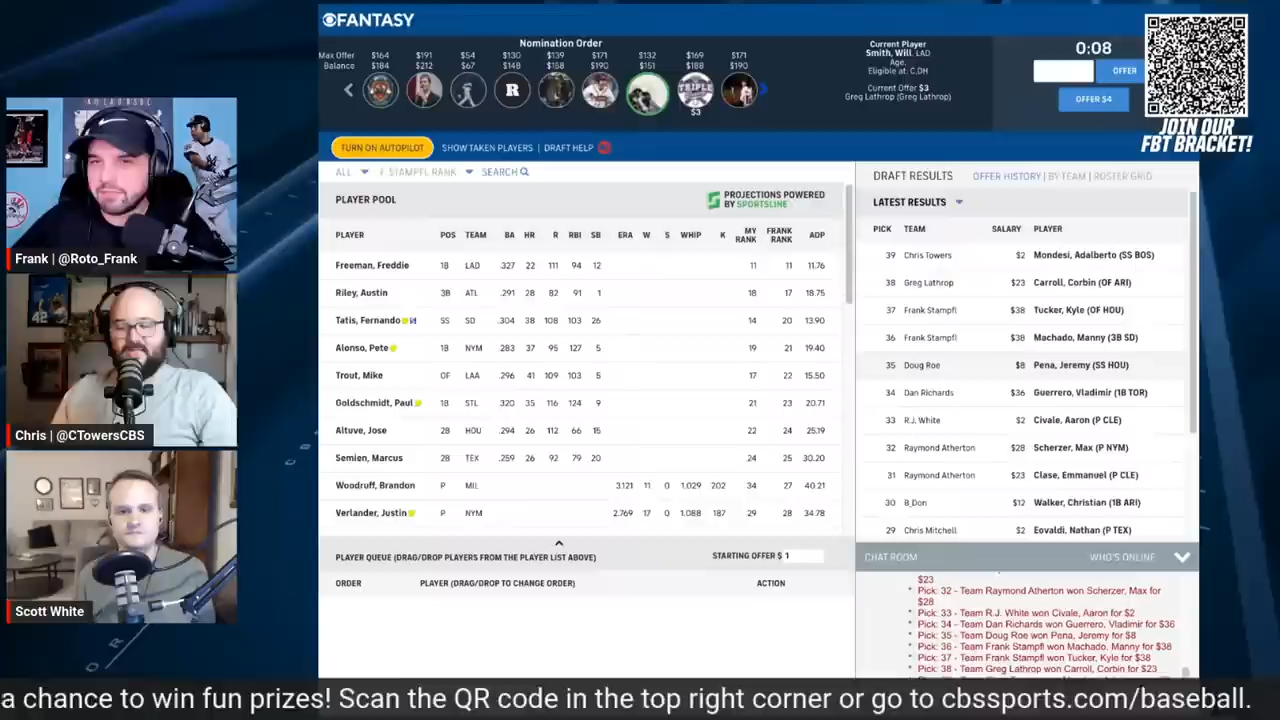 FANTASY
Nomination Order
Max Offer $164 $191 $54 $130 $139 $171 $132 $169 $171
Balance $184 $212 $67 $148 $158 $190 $151 $188 $190
R
TRIPLE
$3
Current Player
Smith, Will LAD
Age,
Eligible at: C,DH
Current Offer $3
Greg Lathrop (Greg Lathrop)
0:08
OFFER
OFFER $4
JOIN OUR
FBT BRACKET!
TURN ON AUTOPILOT SHOW TAKEN PLAYERS | DRAFT HELP
ALL F STAMPFL RANK SEARCH
PLAYER POOL
PROJECTIONS POWERED
BY SPORTSLINE
PLAYER POS TEAM BA HR R RBI SB ERA W S WHIP K MY RANK FRANK RANK ADP
Freeman, Freddie 1B LAD .327 22 111 94 12 11 11 11.76
Riley, Austin 3B ATL .291 28 82 91 1 18 17 18.75
Tatis, Fernando SS SD .304 38 108 103 26 14 20 13.90
Alonso, Pete 1B NYM .283 37 95 127 5 19 21 19.40
Trout, Mike OF LAA .296 41 109 103 5 17 22 15.50
Goldschmidt, Paul 1B STL .320 35 116 124 9 21 23 20.71
Altuve, Jose 2B HOU .294 26 112 66 15 22 24 25.19
Semien, Marcus 2B TEX .259 26 92 79 20 24 25 30.20
Woodruff, Brandon P MIL 3.121 11 0 1.029 202 34 27 40.21
Verlander, Justin P NYM 2.769 17 0 1.088 187 29 28 34.78
PLAYER QUEUE (DRAG/DROP PLAYERS FROM THE PLAYER LIST ABOVE) STARTING OFFER $ 1
ORDER PLAYER (DRAG/DROP TO CHANGE ORDER) ACTION
DRAFT RESULTS OFFER HISTORY | BY TEAM | ROSTER GRID
LATEST RESULTS
PICK TEAM SALARY PLAYER
39 Chris Towers $2 Mondesi, Adalberto (SS BOS)
38 Greg Lathrop $23 Carroll, Corbin (OF ARI)
37 Frank Stampfl $38 Tucker, Kyle (OF HOU)
36 Frank Stampfl $38 Machado, Manny (3B SD)
35 Doug Roe $8 Pena, Jeremy (SS HOU)
34 Dan Richards $36 Guerrero, Vladimir (1B TOR)
33 R.J. White $2 Civale, Aaron (P CLE)
32 Raymond Atherton $28 Scherzer, Max (P NYM)
31 Raymond Atherton $23 Clase, Emmanuel (P CLE)
30 B_Don $12 Walker, Christian (1B ARI)
29 Chris Mitchell $2 Eovaldi, Nathan (P TEX)
CHAT ROOM WHO'S ONLINE
$23
* Pick: 32 - Team Raymond Atherton won Scherzer, Max for
$28
* Pick: 33 - Team R.J. White won Civale, Aaron for $2
* Pick: 34 - Team Dan Richards won Guerrero, Vladimir for $36
* Pick: 35 - Team Doug Roe won Pena, Jeremy for $8
* Pick: 36 - Team Frank Stampfl won Machado, Manny for $38
* Pick: 37 - Team Frank Stampfl won Tucker, Kyle for $38
* Pick: 38 - Team Greg Lathrop won Carroll, Corbin for $23
Frank | @Roto_Frank
Chris | @CTowersCBS
Scott White
a chance to win fun prizes! Scan the QR code in the top right corner or go to cbssports.com/baseball.